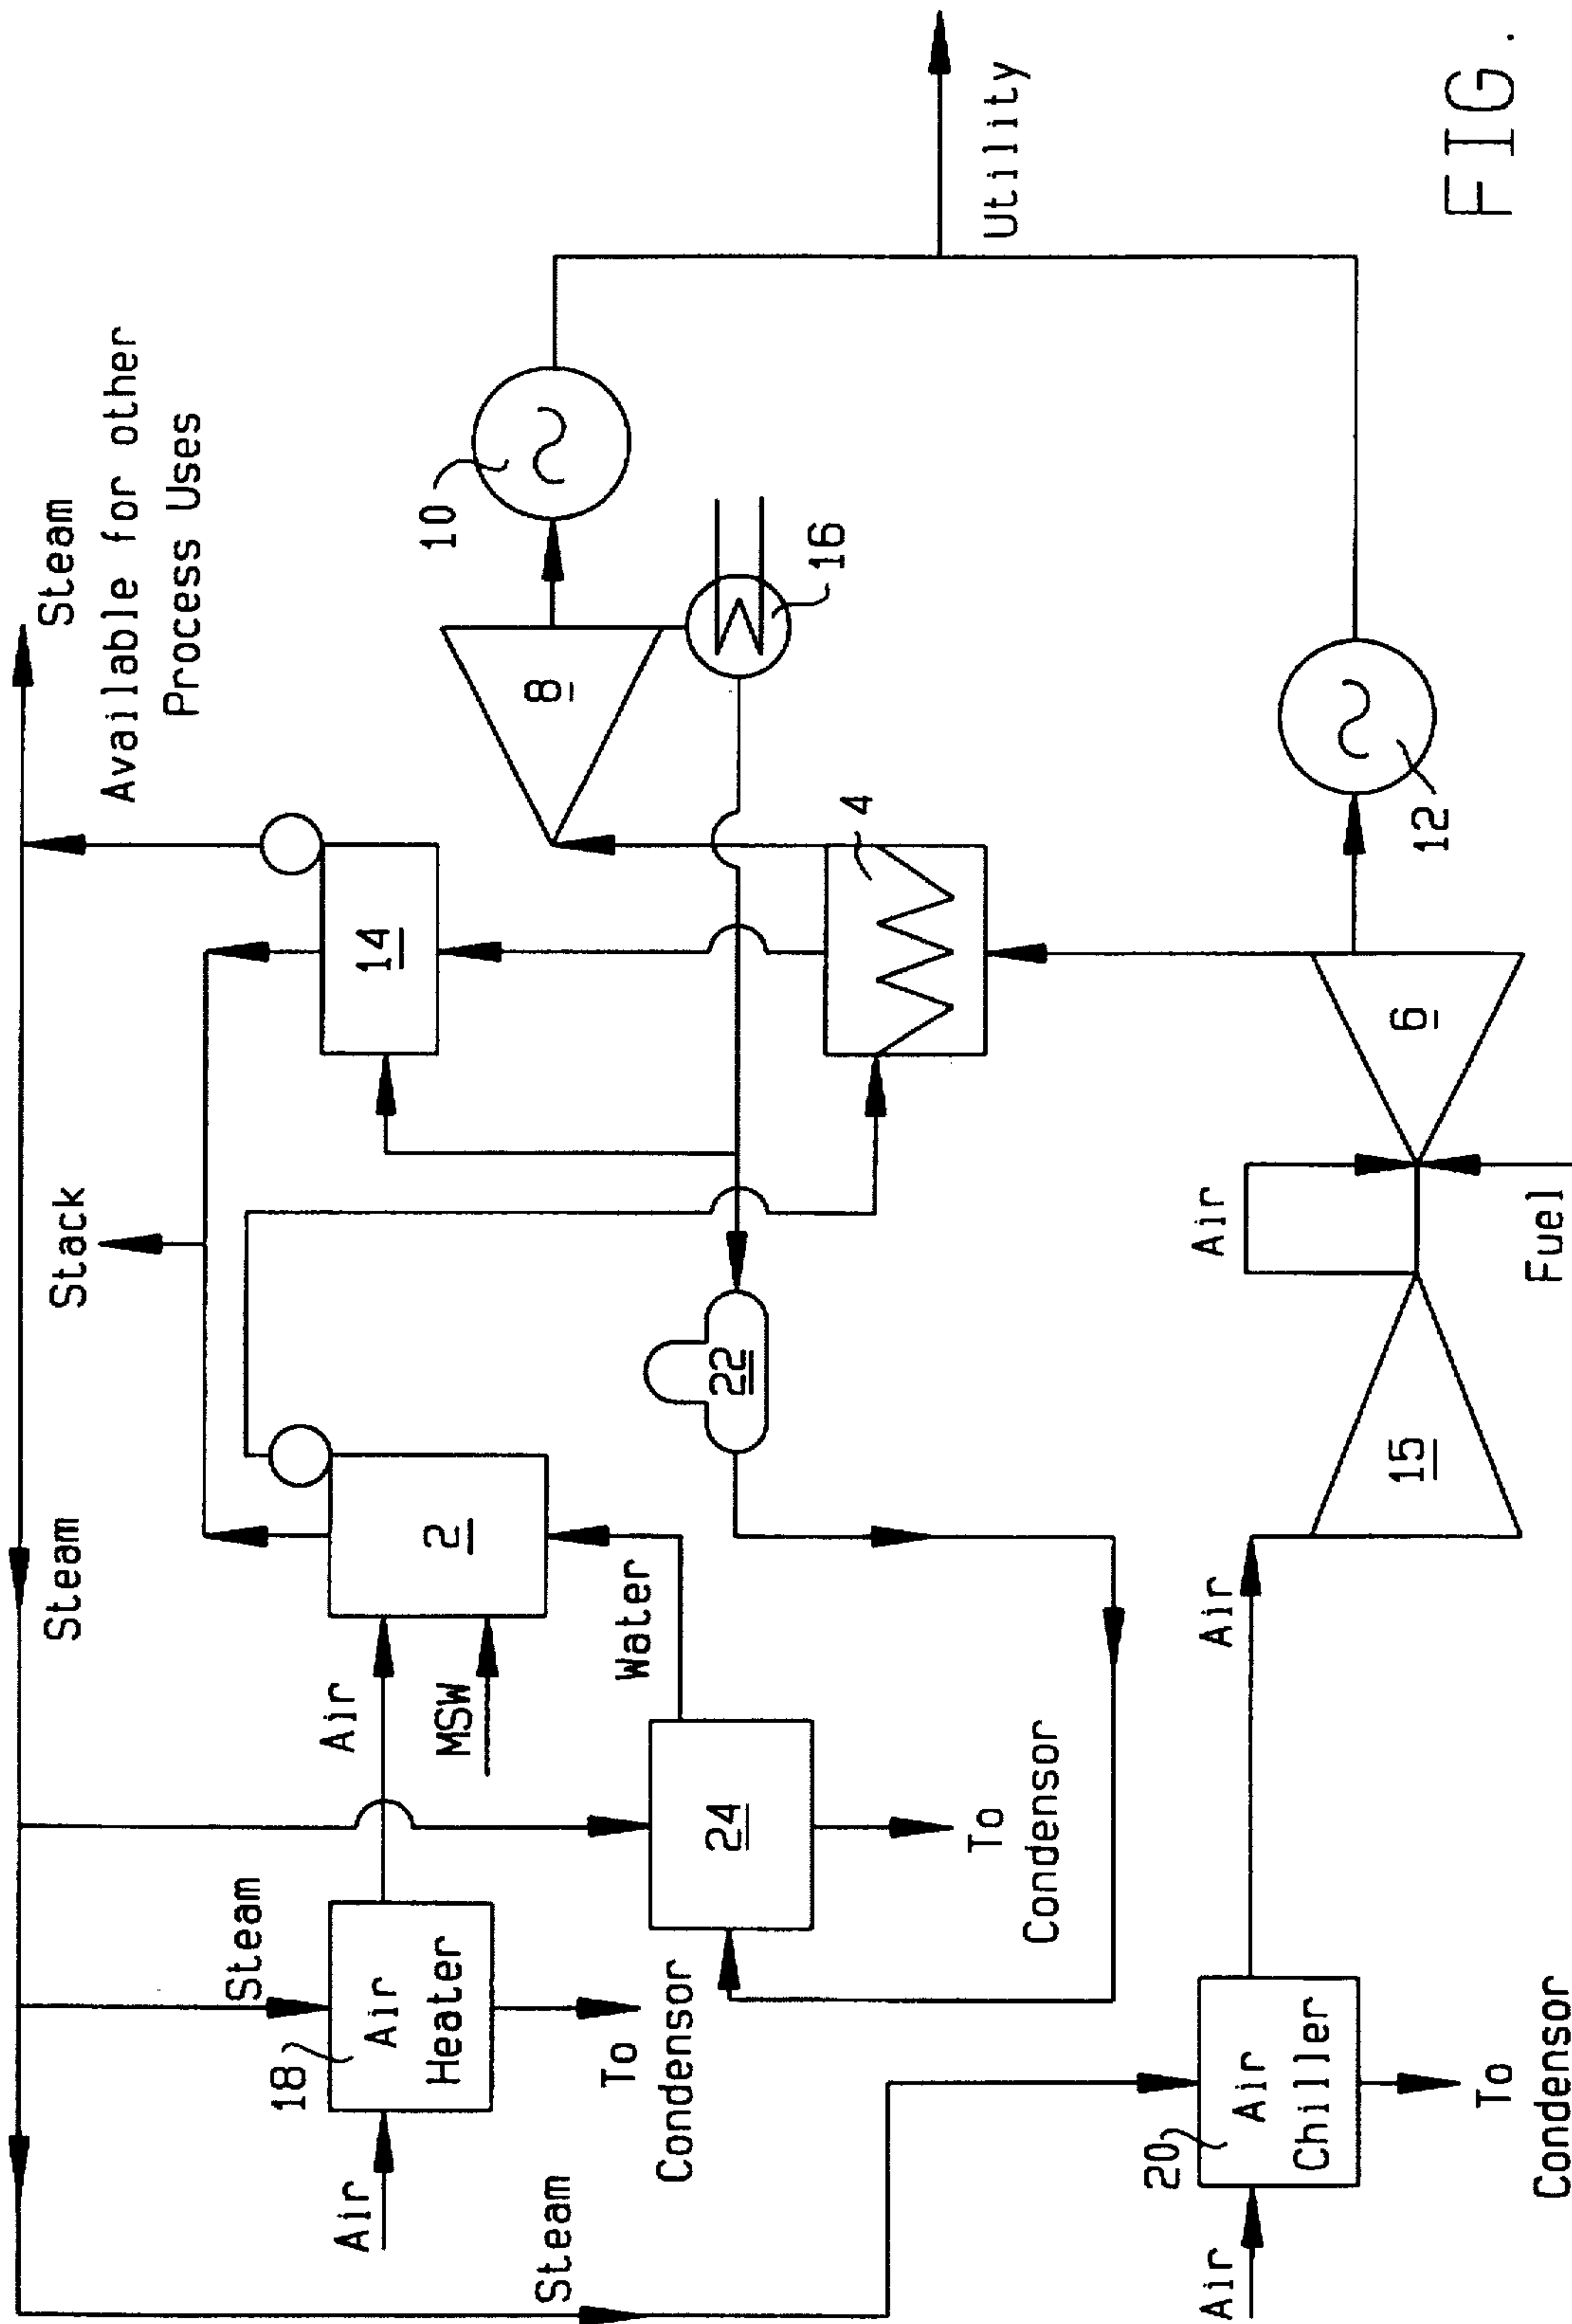 Steam
Stack
Steam
Available for other
Process Uses
Steam
18
Air
Heater
Air
Air
MSW
2
14
10
8
Steam
To
Condensor
Water
24
22
4
16
To
Condensor
Utility
20
Air
Chiller
Air
Air
Air
15
6
12
To
Condensor
Fuel
FIG.